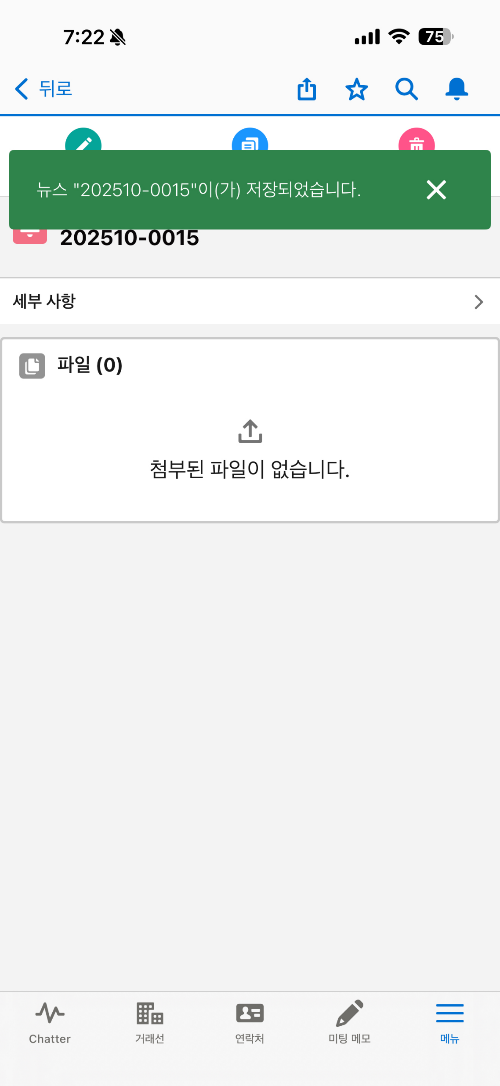 7:22
75
뒤로
뉴스 "202510-0015"이(가) 저장되었습니다.
202510-0015
세부 사항
파일 (0)
첨부된 파일이 없습니다.
Chatter
거래선
연락처
미팅 메모
메뉴